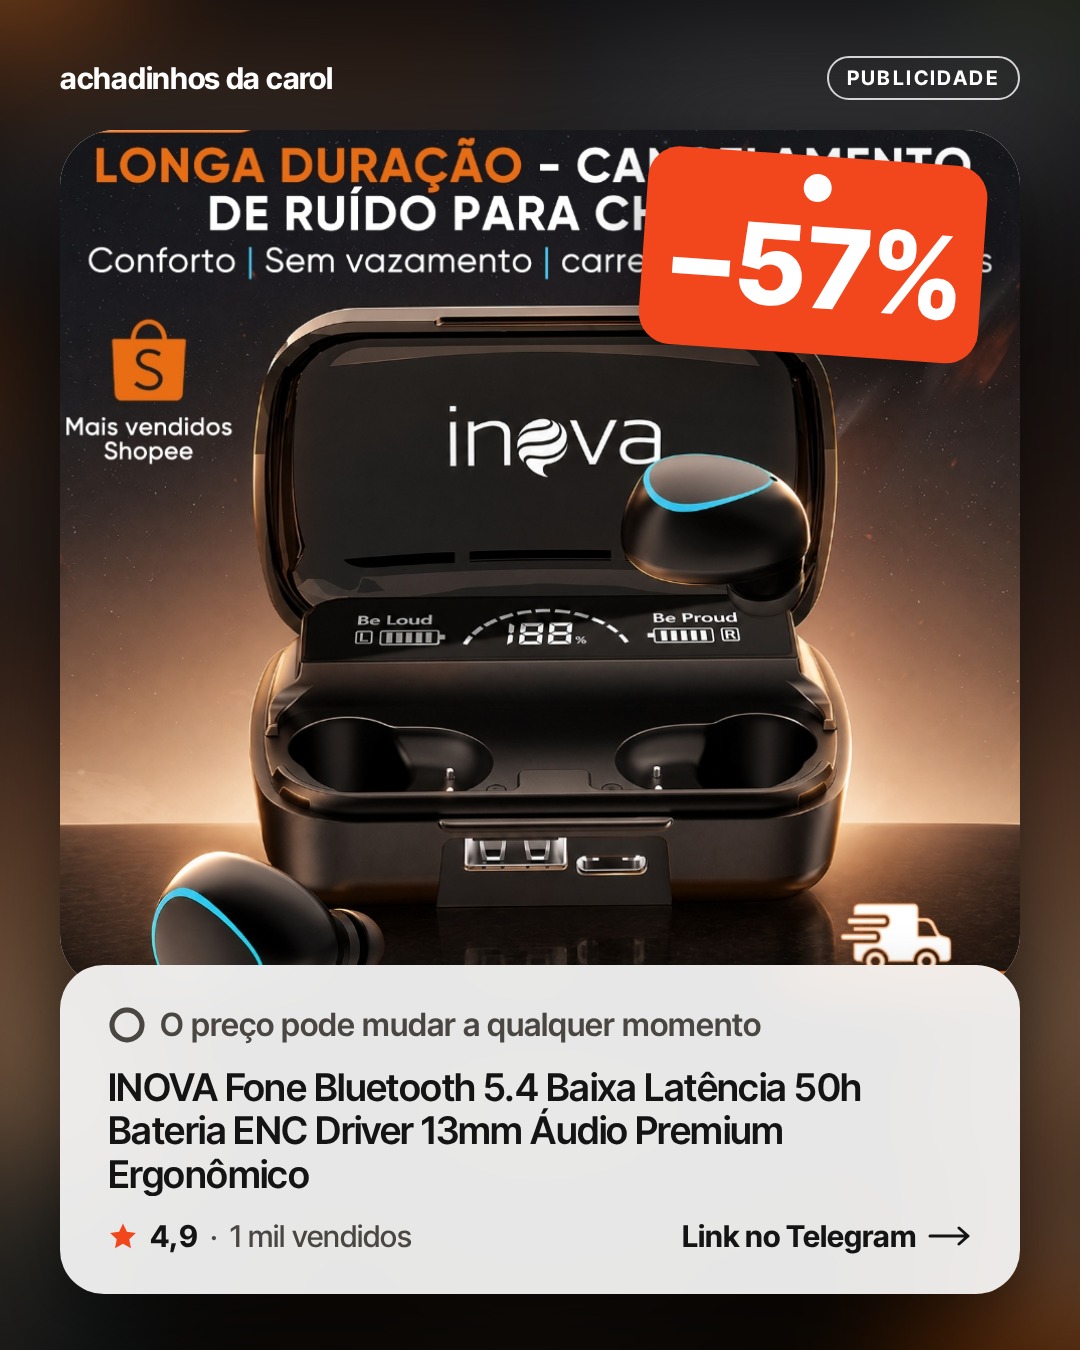 achadinhos da carol
PUBLICIDADE
LONGA DURAÇÃO - 
DE RUÍDO PARA
Conforto | Sem vazamento |
-57%
S
Mais vendidos
Shopee
inova
Be Loud
Be Proud
L
188%
R
O preço pode mudar a qualquer momento
INOVA Fone Bluetooth 5.4 Baixa Latência 50h
Bateria ENC Driver 13mm Áudio Premium
Ergonômico
4,9 · 1 mil vendidos
Link no Telegram →